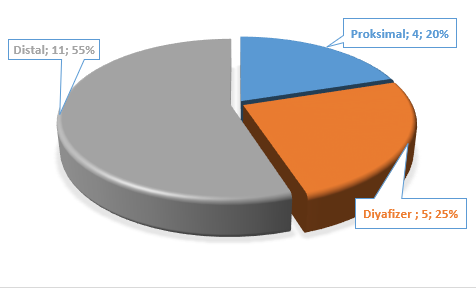 Proksimal; 4; 20%
Distal; 11; 55%
Diyafizer ; 5; 25%